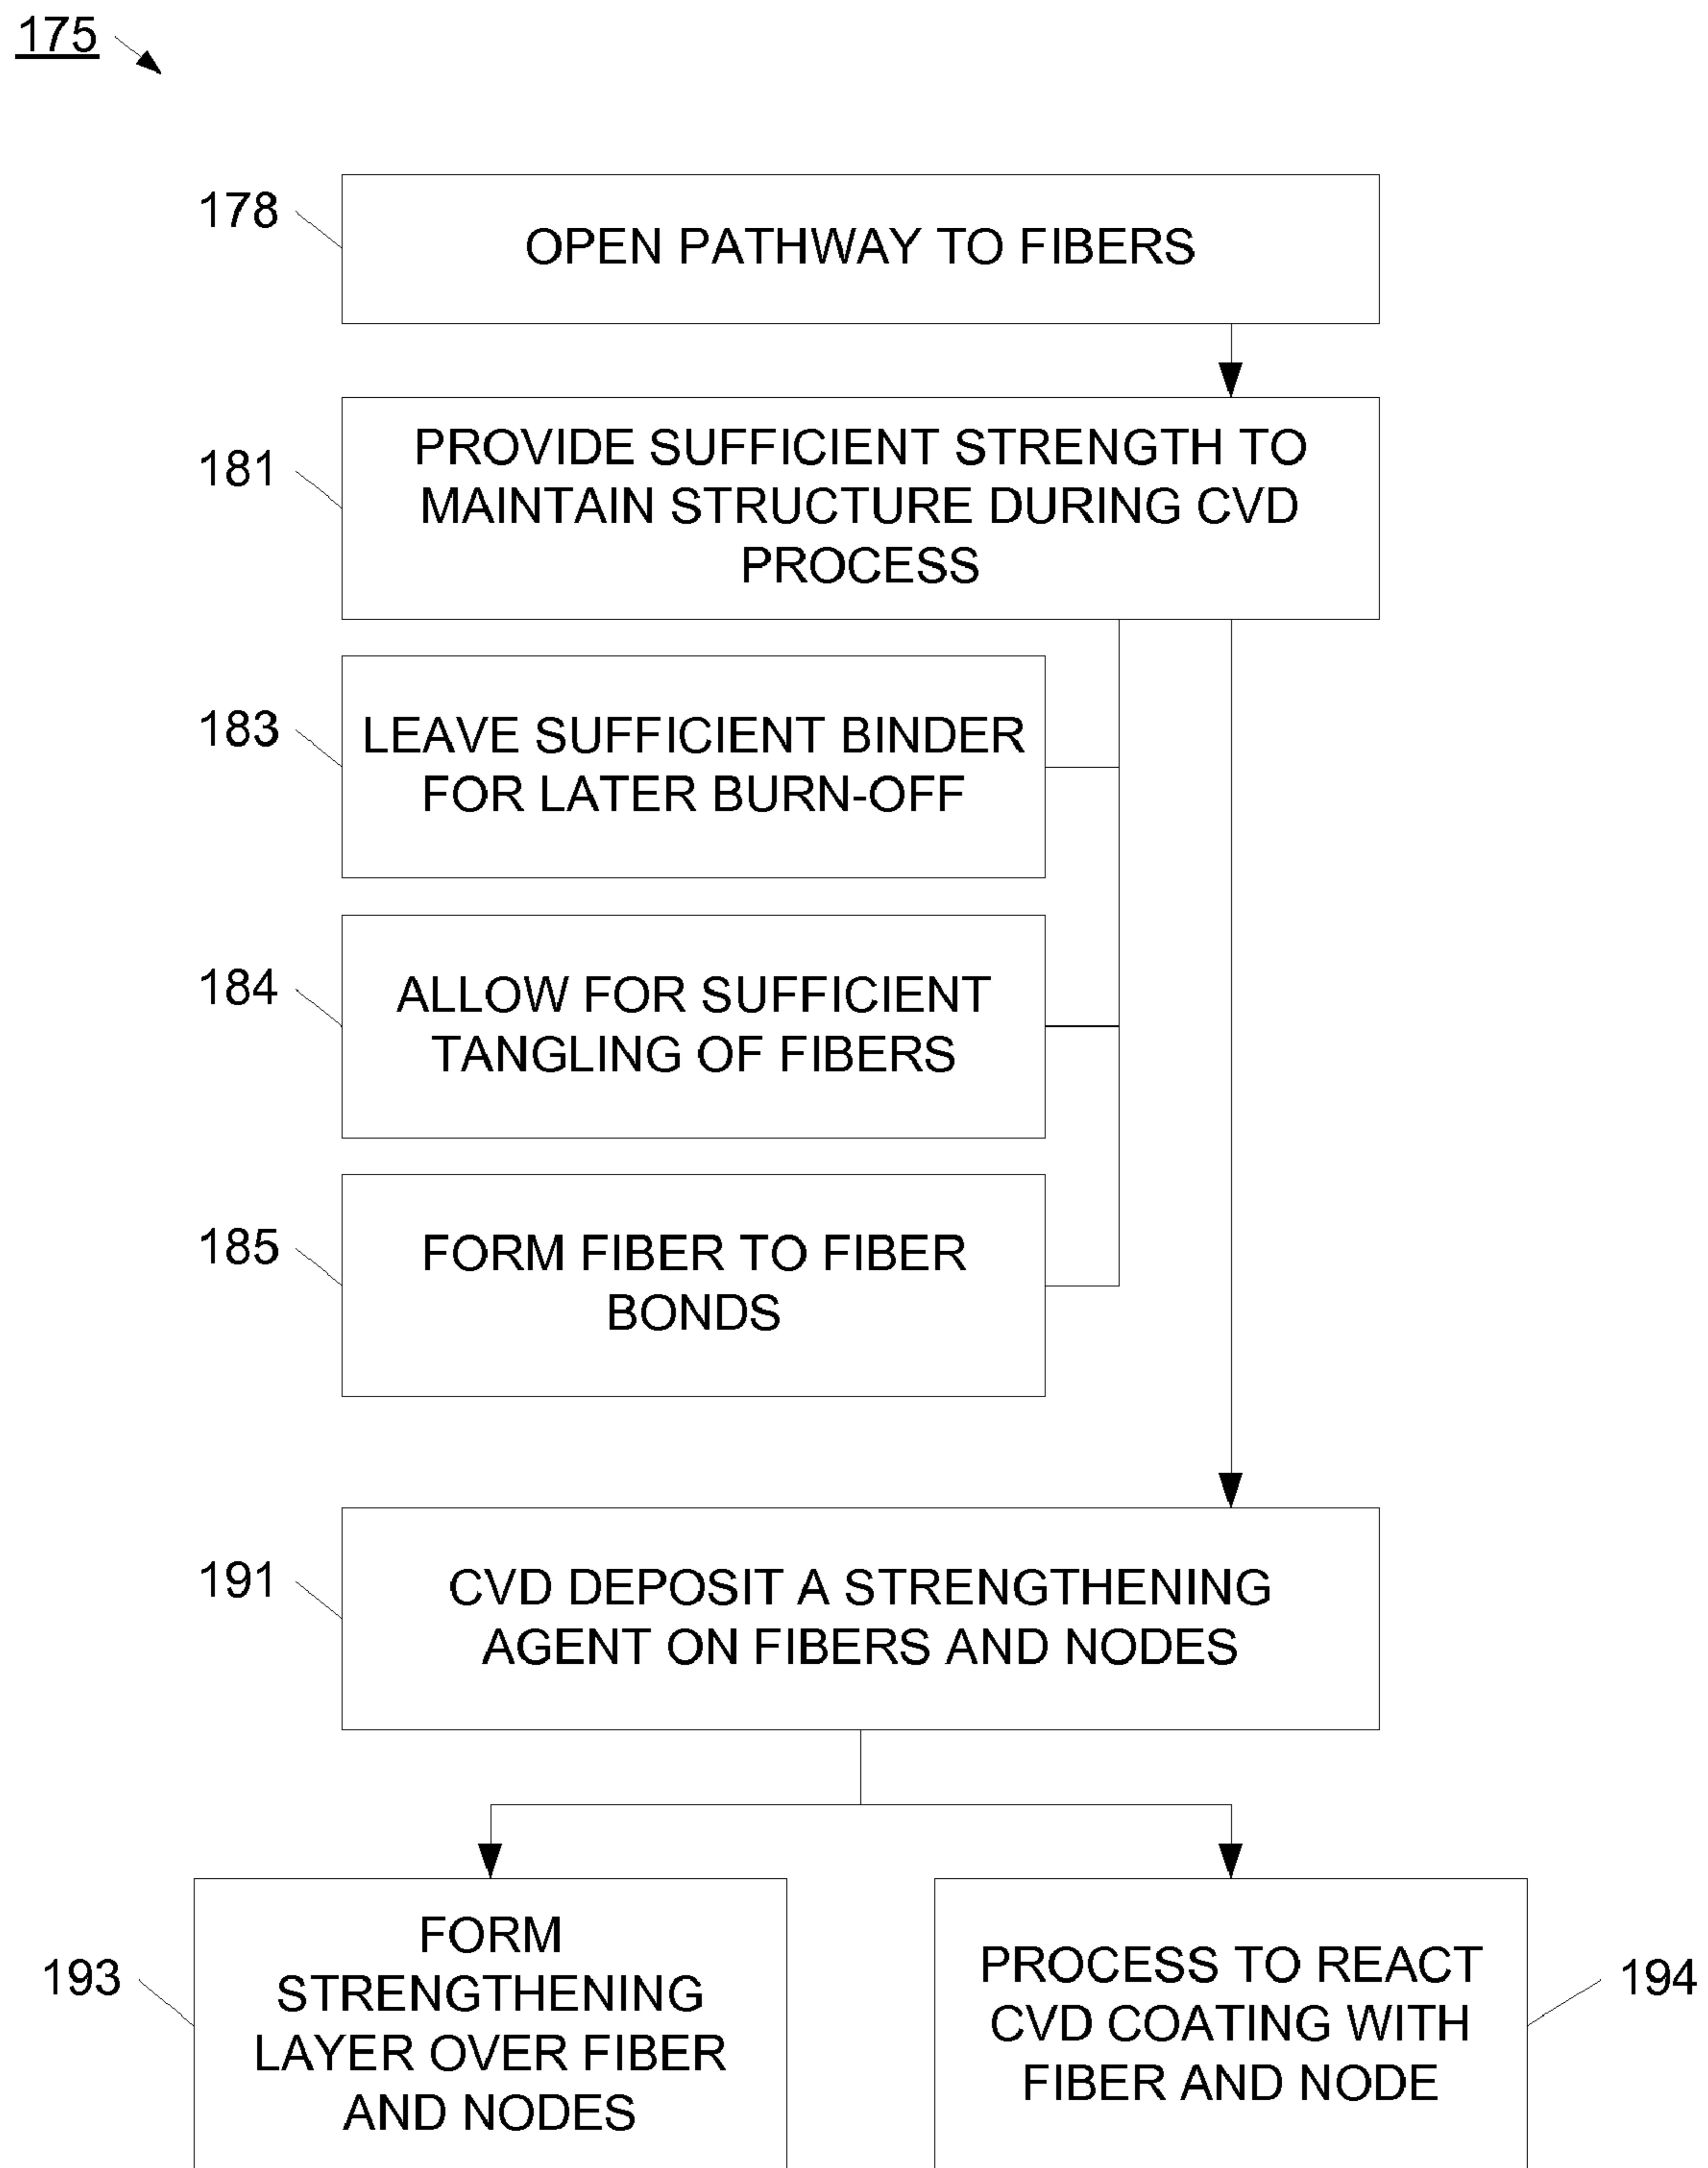 175
178
OPEN PATHWAY TO FIBERS
181
PROVIDE SUFFICIENT STRENGTH TO
MAINTAIN STRUCTURE DURING CVD
PROCESS
183
LEAVE SUFFICIENT BINDER
FOR LATER BURN-OFF
184
ALLOW FOR SUFFICIENT
TANGLING OF FIBERS
185
FORM FIBER TO FIBER
BONDS
191
CVD DEPOSIT A STRENGTHENING
AGENT ON FIBERS AND NODES
193
FORM
STRENGTHENING
LAYER OVER FIBER
AND NODES
PROCESS TO REACT
CVD COATING WITH
FIBER AND NODE
194